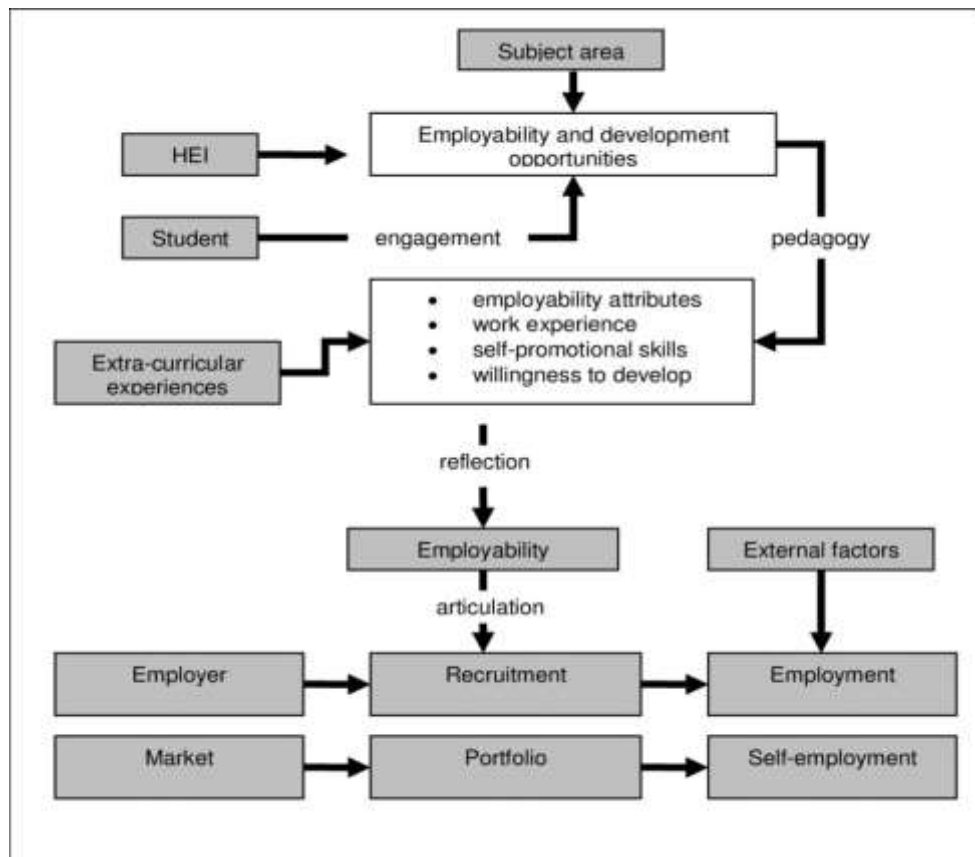 Subject area
Employability and development
opportunities
HEI
Student
engagement
pedagogy
• employability attributes
• work experience
• self-promotional skills
• willingness to develop
Extra-curricular
experiences
reflection
Employability
External factors
articulation
Employer
Recruitment
Employment
Market
Portfolio
Self-employment